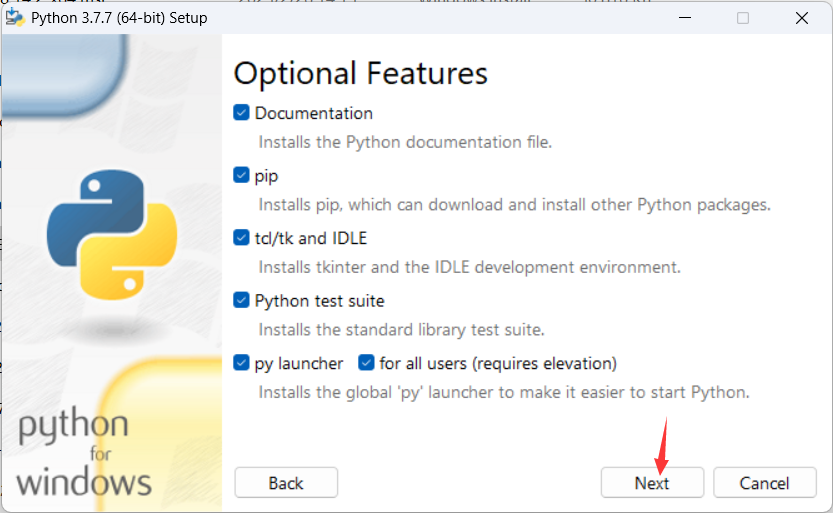 Python 3.7.7 (64-bit) Setup
Optional Features
Documentation
Installs the Python documentation file.
pip
Installs pip, which can download and install other Python packages.
tcl/tk and IDLE
Installs tkinter and the IDLE development environment.
Python test suite
Installs the standard library test suite.
py launcher for all users (requires elevation)
Installs the global 'py' launcher to make it easier to start Python.
python
for
windows
Back Next Cancel